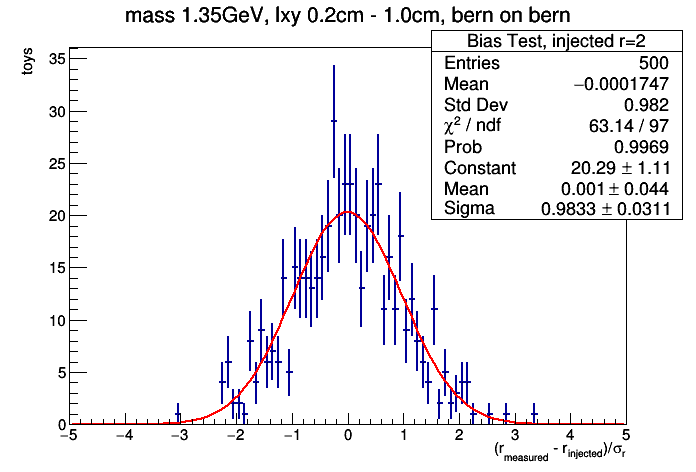 mass 1.35GeV, lxy 0.2cm - 1.0cm, bern on bern
toys
Bias Test, injected r=2
Entries 500
Mean −0.0001747
Std Dev 0.982
χ² / ndf 63.14 / 97
Prob 0.9969
Constant 20.29 ± 1.11
Mean 0.001 ± 0.044
Sigma 0.9833 ± 0.0311
35
30
25
20
15
10
5
0
−5 −4 −3 −2 −1 0 1 2 3 4 5
(r_measured - r_injected)/σ_r